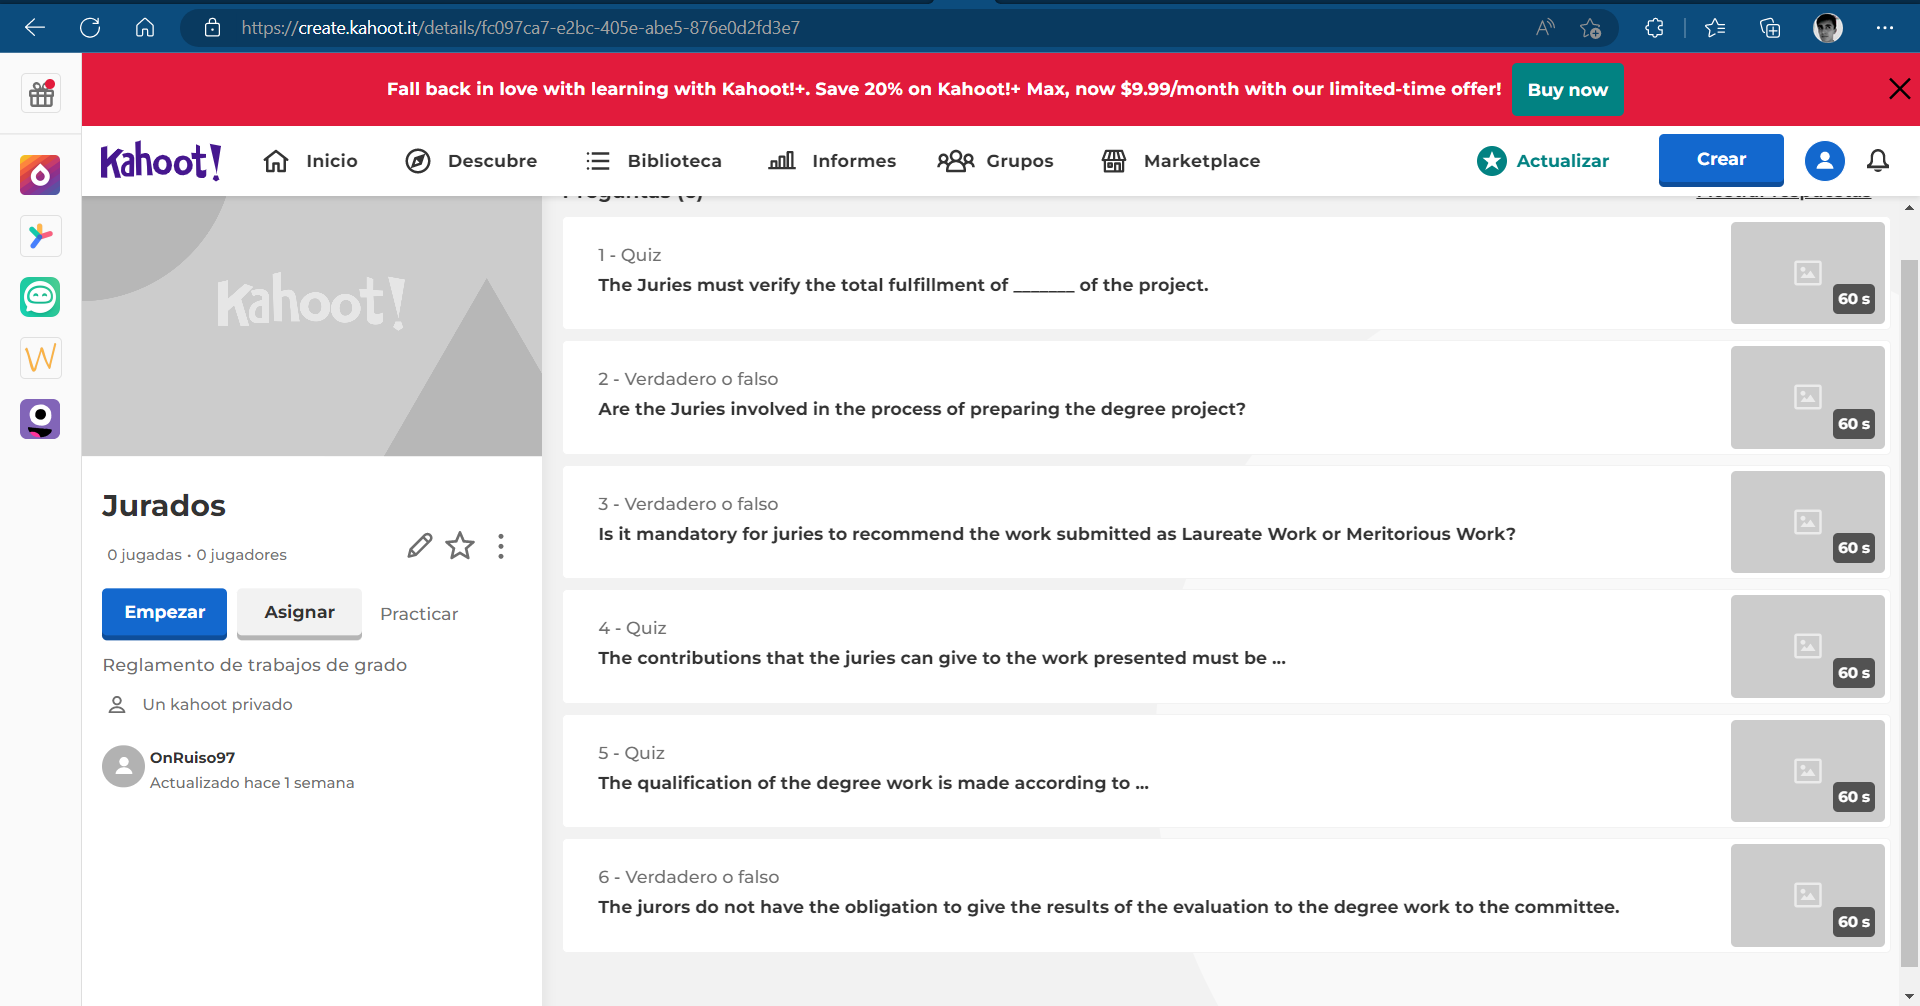 https://create.kahoot.it/details/fc097ca7-e2bc-405e-abe5-876e0d2fd3e7
Fall back in love with learning with Kahoot!+. Save 20% on Kahoot!+ Max, now $9.99/month with our limited-time offer!
Buy now
Kahoot!
Inicio
Descubre
Biblioteca
Informes
Grupos
Marketplace
Actualizar
Crear
Kahoot!
Jurados
0 jugadas • 0 jugadores
Empezar
Asignar
Practicar
Reglamento de trabajos de grado
Un kahoot privado
OnRuiso97
Actualizado hace 1 semana
Mostrar respuestas
1 - Quiz
The Juries must verify the total fulfillment of _______ of the project.
60 s
2 - Verdadero o falso
Are the Juries involved in the process of preparing the degree project?
60 s
3 - Verdadero o falso
Is it mandatory for juries to recommend the work submitted as Laureate Work or Meritorious Work?
60 s
4 - Quiz
The contributions that the juries can give to the work presented must be ...
60 s
5 - Quiz
The qualification of the degree work is made according to ...
60 s
6 - Verdadero o falso
The jurors do not have the obligation to give the results of the evaluation to the degree work to the committee.
60 s